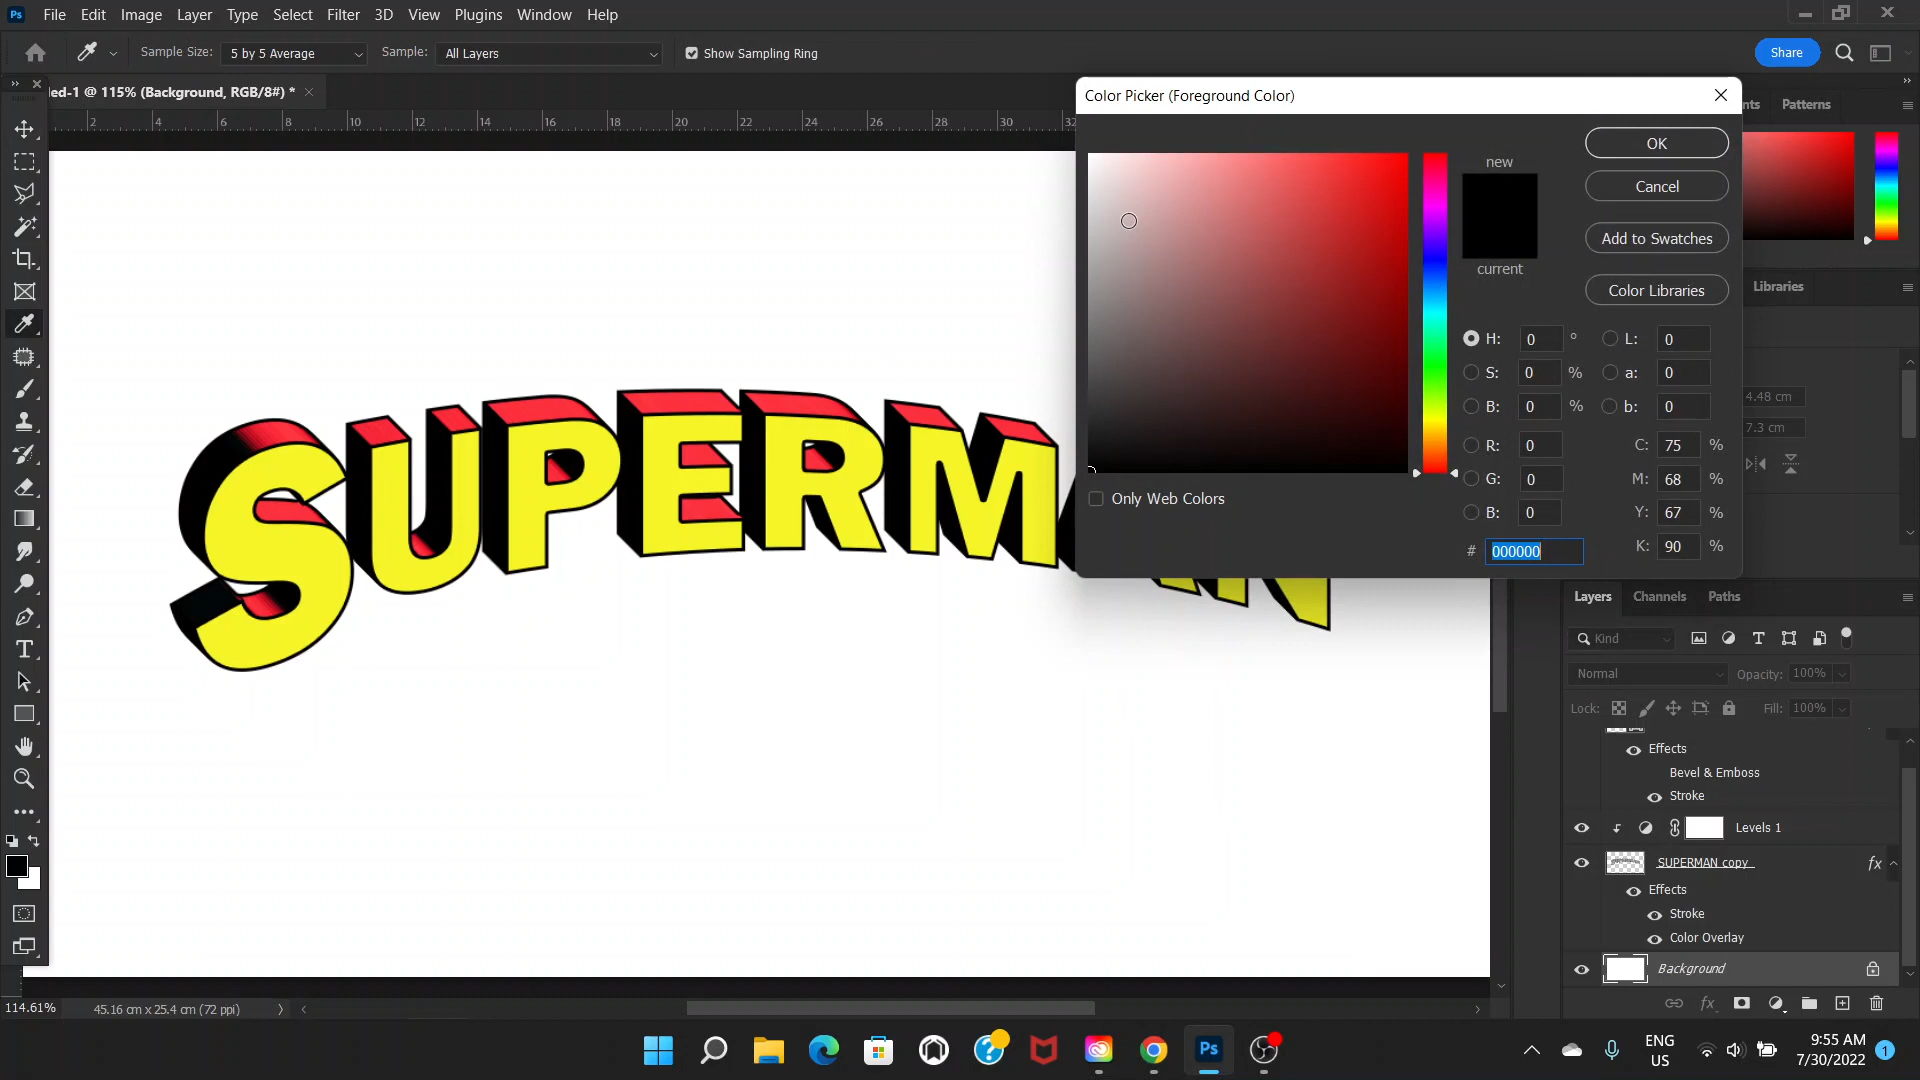 Ps File Edit Image Layer Type Select Filter 3D View Plugins Window Help
Sample Size: 5 by 5 Average Sample: All Layers Show Sampling Ring Share
led-1 @ 115% (Background, RGB/8#) *
2 4 6 8 10 12 14 16 18 20 22 24 26 28 30 32
Color Picker (Foreground Color)
nts Patterns
OK
new
Cancel
Add to Swatches
current
Color Libraries
Libraries
H: 0 ° L: 0
S: 0 % a: 0
B: 0 % b: 0
R: 0 C: 75 %
G: 0 M: 68 %
B: 0 Y: 67 %
# 000000 K: 90 %
Only Web Colors
4.48 cm
7.3 cm
SUPERMAN
Layers Channels Paths
Kind
Normal Opacity: 100%
Lock: Fill: 100%
Effects
Bevel & Emboss
Stroke
Levels 1
SUPERMAN copy fx
Effects
Stroke
Color Overlay
Background
fx
114.61% 45.16 cm x 25.4 cm (72 ppi)
Ps
ENG
US
9:55 AM
7/30/2022
1